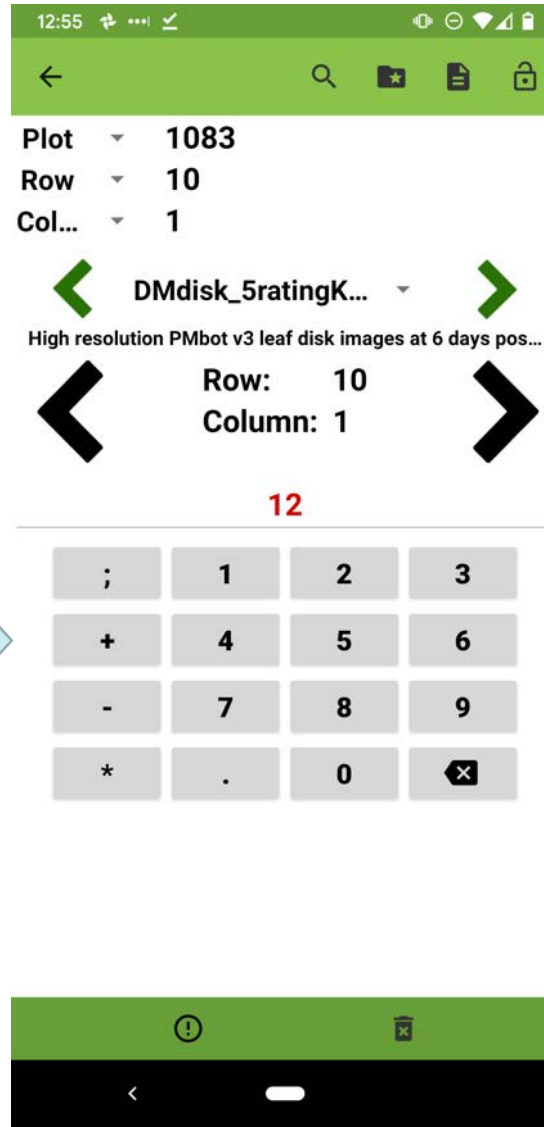 12:55
Plot 1083
Row 10
Col... 1
DMdisk_5ratingK...
High resolution PMbot v3 leaf disk images at 6 days pos...
Row: 10
Column: 1
12
; 1 2 3
+ 4 5 6
- 7 8 9
* . 0